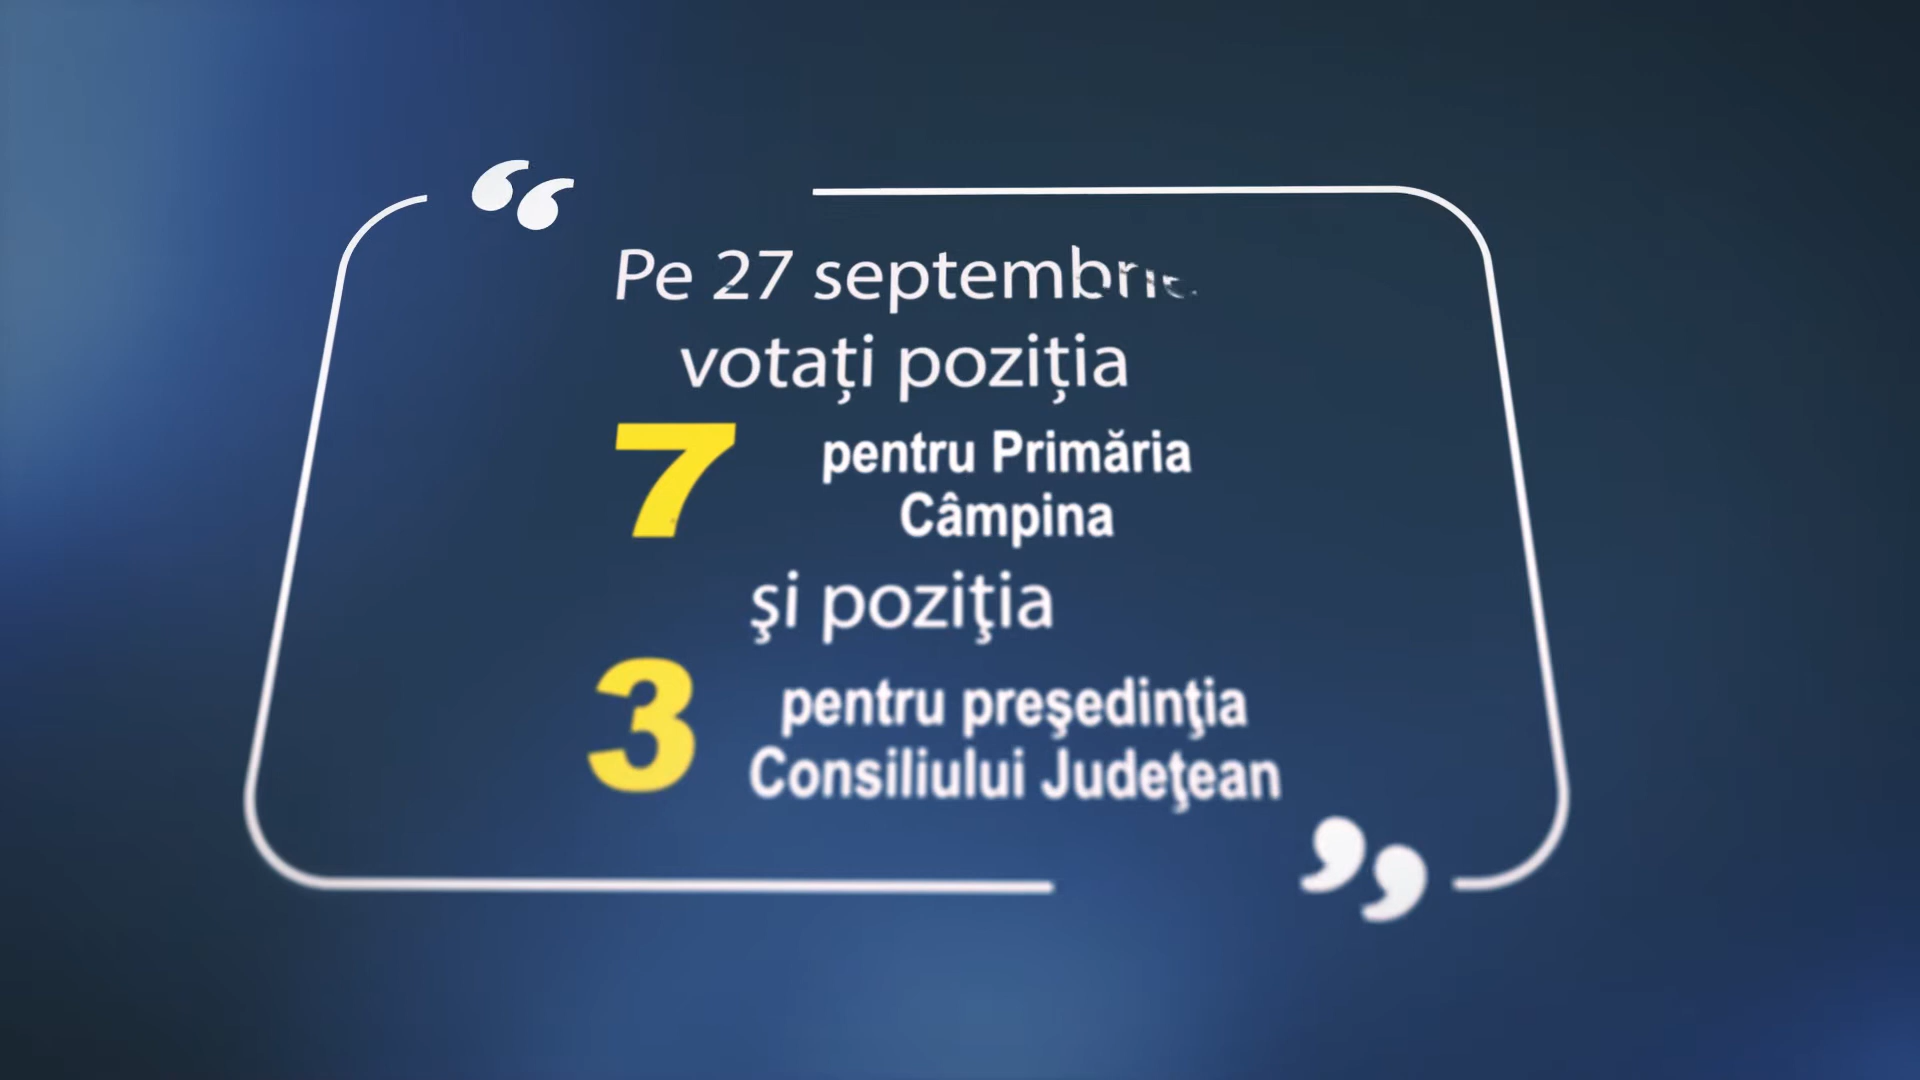 Pe 27 septembrie
votați poziția
7 pentru Primăria
Câmpina
şi poziţia
3 pentru preşedinţia
Consiliului Judeţean